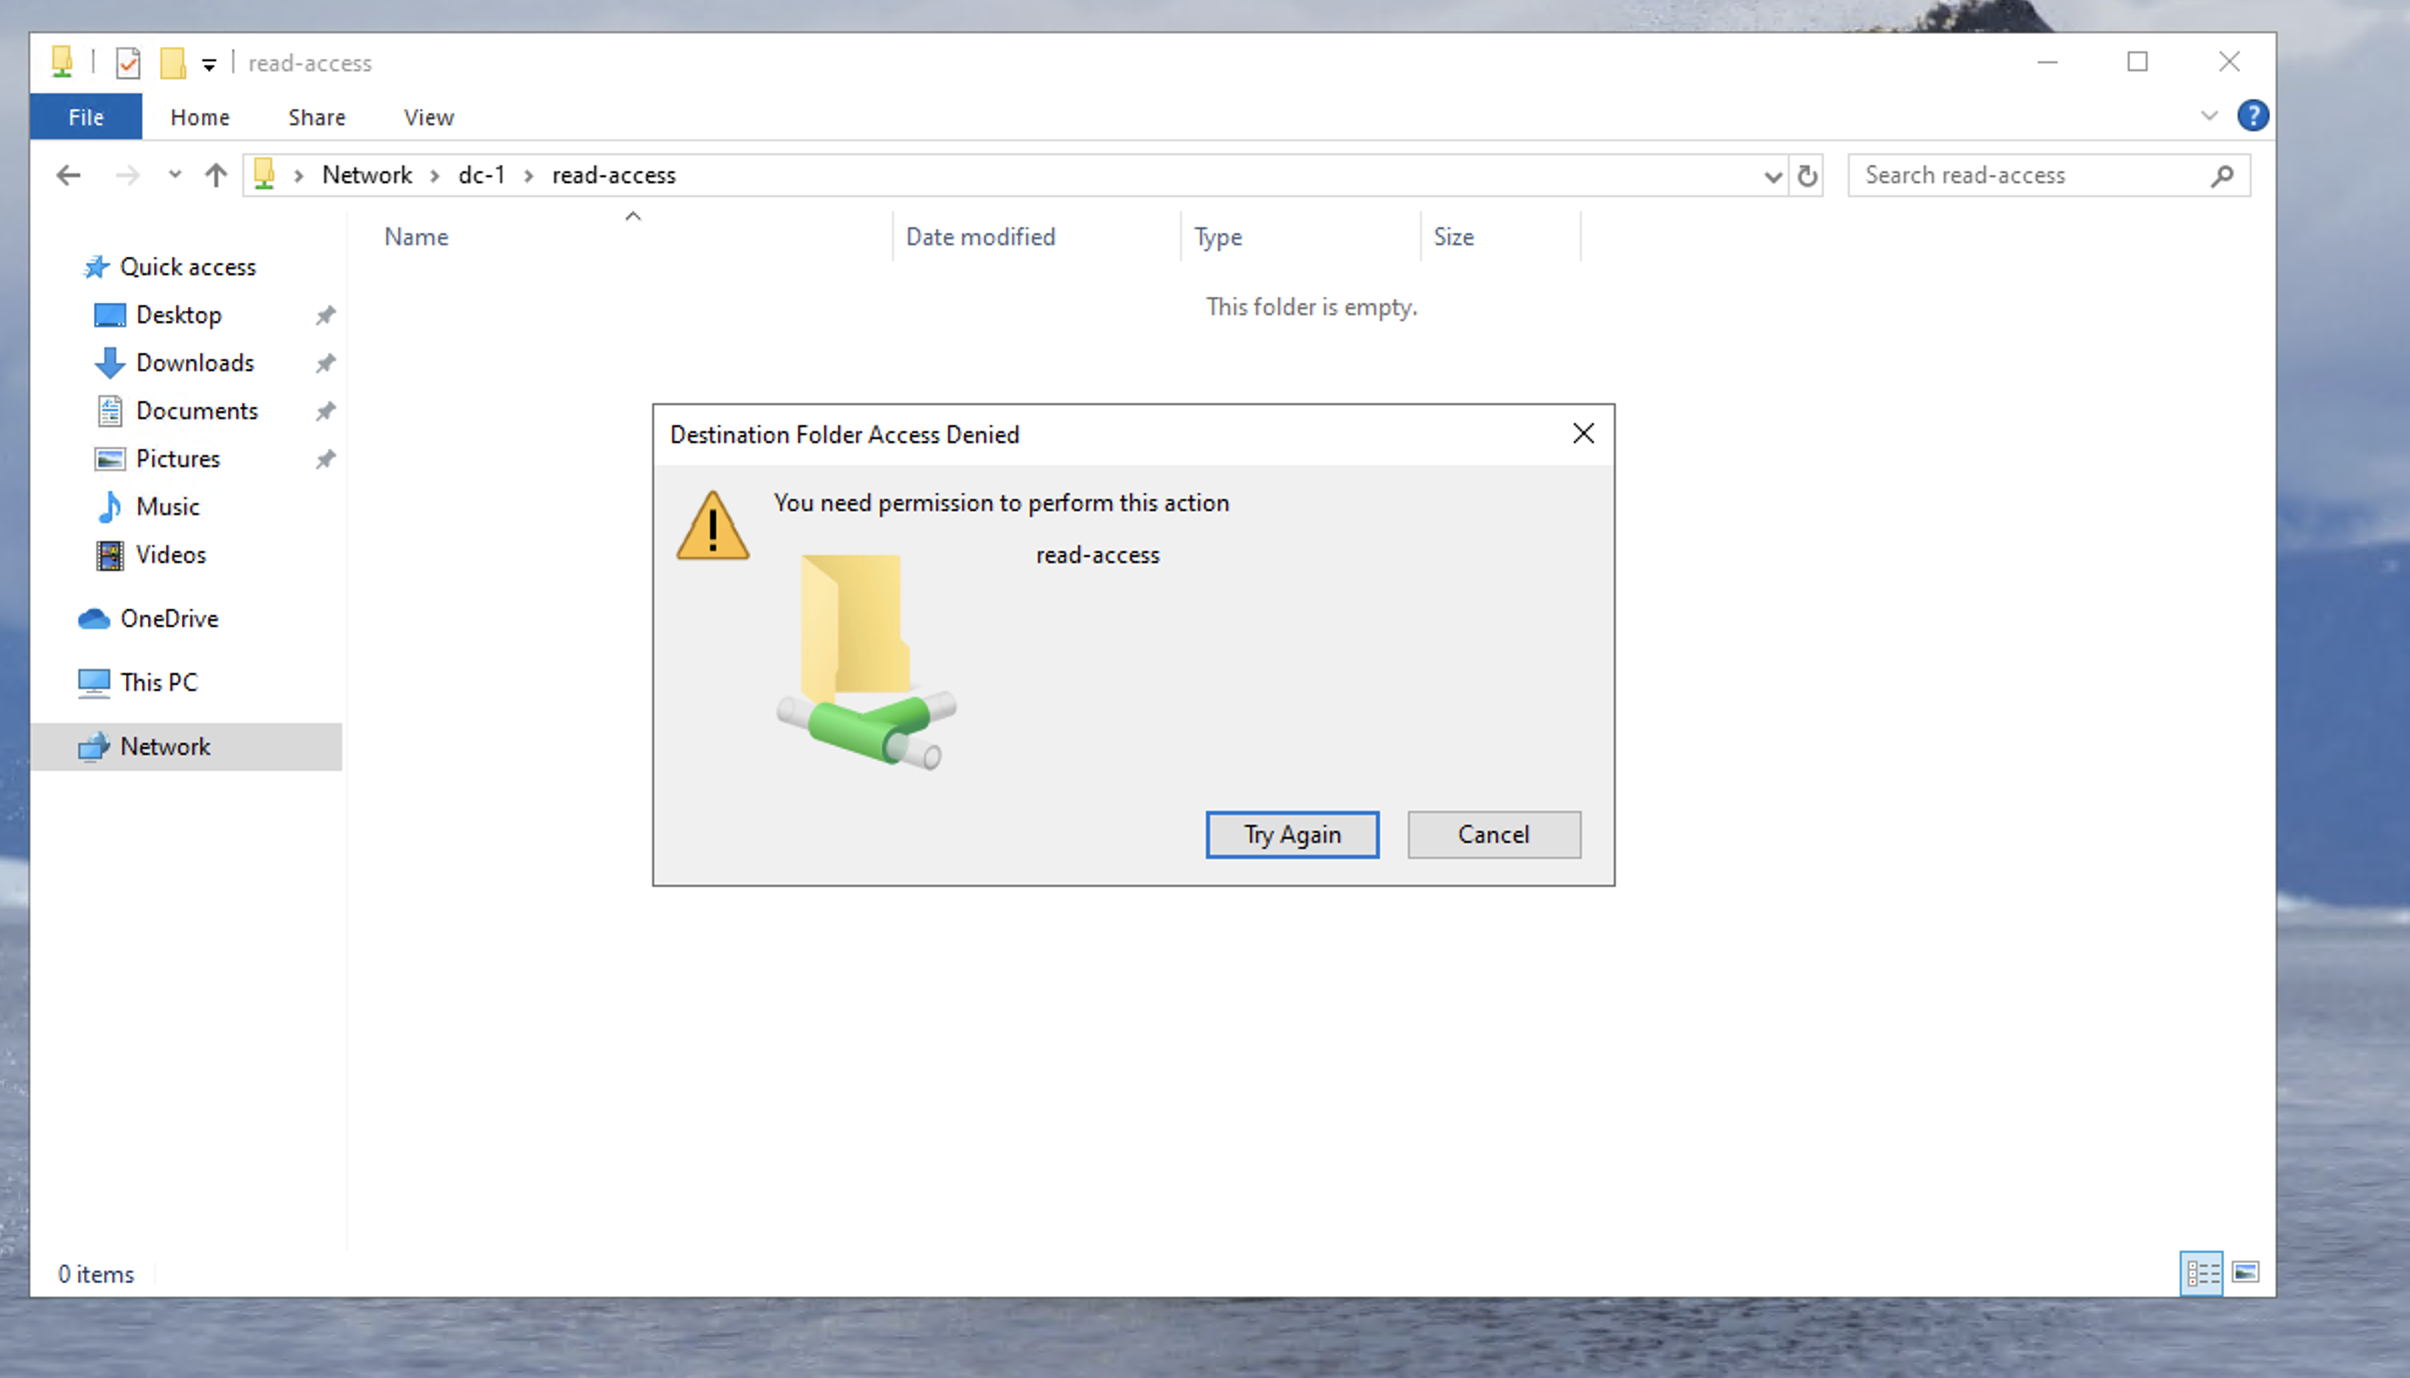 read-access
File Home Share View
Network dc-1 read-access
Search read-access
Name Date modified Type Size
This folder is empty.
Quick access
Desktop
Downloads
Documents
Pictures
Music
Videos
OneDrive
This PC
Network
Destination Folder Access Denied
You need permission to perform this action
read-access
Try Again Cancel
0 items